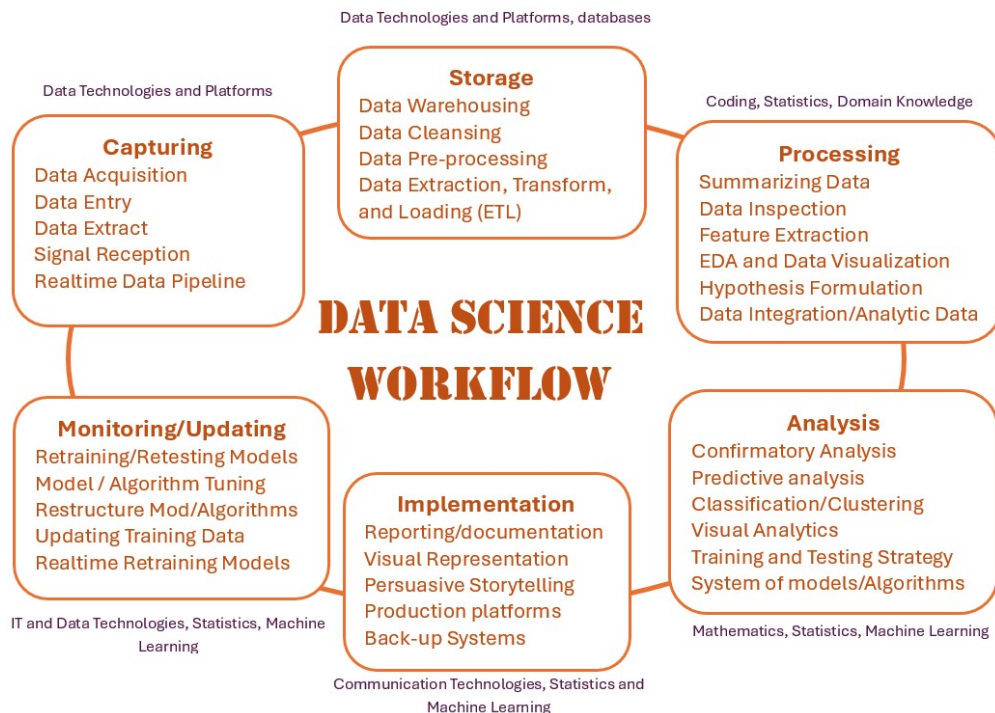 Data Technologies and Platforms, databases
Storage
Data Warehousing
Data Cleansing
Data Pre-processing
Data Extraction, Transform,
and Loading (ETL)
Data Technologies and Platforms
Capturing
Data Acquisition
Data Entry
Data Extract
Signal Reception
Realtime Data Pipeline
Coding, Statistics, Domain Knowledge
Processing
Summarizing Data
Data Inspection
Feature Extraction
EDA and Data Visualization
Hypothesis Formulation
Data Integration/Analytic Data
DATA SCIENCE
WORKFLOW
Monitoring/Updating
Retraining/Retesting Models
Model / Algorithm Tuning
Restructure Mod/Algorithms
Updating Training Data
Realtime Retraining Models
IT and Data Technologies, Statistics, Machine
Learning
Implementation
Reporting/documentation
Visual Representation
Persuasive Storytelling
Production platforms
Back-up Systems
Communication Technologies, Statistics and
Machine Learning
Analysis
Confirmatory Analysis
Predictive analysis
Classification/Clustering
Visual Analytics
Training and Testing Strategy
System of models/Algorithms
Mathematics, Statistics, Machine Learning